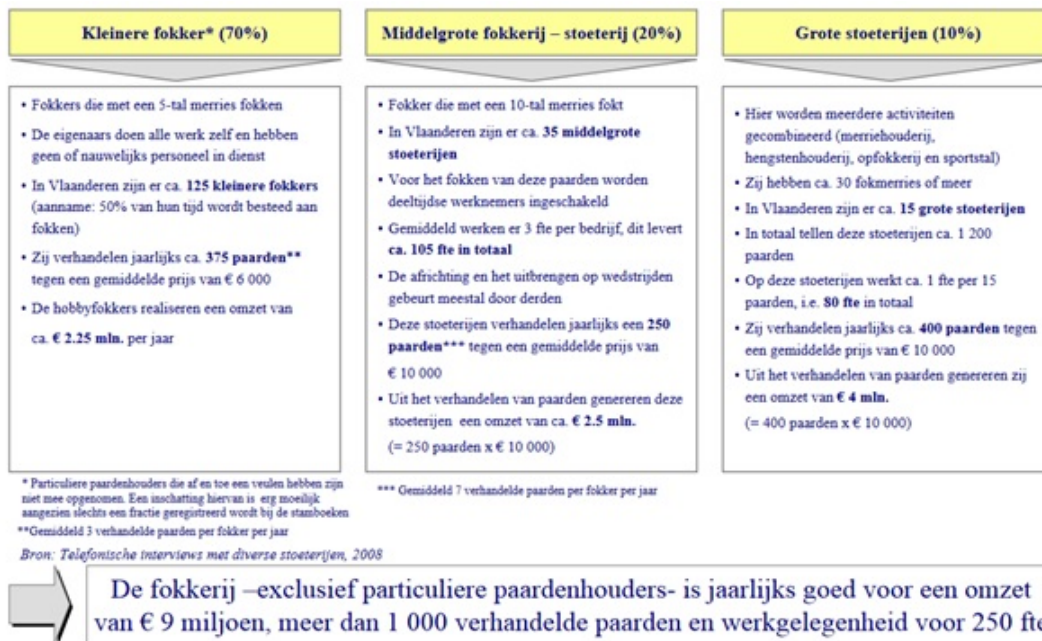 Kleinere fokker* (70%)
• Fokkers die met een 5-tal merries fokken
• De eigenaars doen alle werk zelf en hebben
geen of nauwelijks personeel in dienst
• In Vlaanderen zijn er ca. 125 kleinere fokkers
(aanname: 50% van hun tijd wordt besteed aan
fokken)
• Zij verhandelen jaarlijks ca. 375 paarden**
tegen een gemiddelde prijs van € 6 000
• De hobbyfokkers realiseren een omzet van
ca. € 2.25 mln. per jaar
* Particuliere paardenhouders die af en toe een veulen hebben zijn
niet mee opgenomen. Een inschatting hiervan is erg moeilijk
aangezien slechts een fractie geregistreerd wordt bij de stamboeken
**Gemiddeld 3 verhandelde paarden per fokker per jaar
Middelgrote fokkerij – stoeterij (20%)
• Fokker die met een 10-tal merries fokt
• In Vlaanderen zijn er ca. 35 middelgrote
stoeterijen
• Voor het fokken van deze paarden worden
deeltijdse werknemers ingeschakeld
• Gemiddeld werken er 3 fte per bedrijf, dit levert
ca. 105 fte in totaal
• De africhting en het uitbrengen op wedstrijden
gebeurt meestal door derden
• Deze stoeterijen verhandelen jaarlijks een 250
paarden*** tegen een gemiddelde prijs van
€ 10 000
• Uit het verhandelen van paarden genereren deze
stoeterijen een omzet van ca. € 2.5 mln.
(= 250 paarden x € 10 000)
*** Gemiddeld 7 verhandelde paarden per fokker per jaar
Grote stoeterijen (10%)
• Hier worden meerdere activiteiten
gecombineerd (merriehouderij,
hengstenhouderij, opfokkerij en sportstal)
• Zij hebben ca. 30 fokmerries of meer
• In Vlaanderen zijn er ca. 15 grote stoeterijen
• In totaal tellen deze stoeterijen ca. 1 200
paarden
• Op deze stoeterijen werkt ca. 1 fte per 15
paarden, i.e. 80 fte in totaal
• Zij verhandelen jaarlijks ca. 400 paarden tegen
een gemiddelde prijs van € 10 000
• Uit het verhandelen van paarden genereren zij
een omzet van € 4 mln.
(= 400 paarden x € 10 000)
Bron: Telefonische interviews met diverse stoeterijen, 2008
De fokkerij –exclusief particuliere paardenhouders- is jaarlijks goed voor een omzet
van € 9 miljoen, meer dan 1 000 verhandelde paarden en werkgelegenheid voor 250 fte